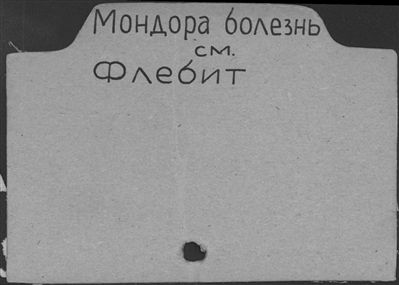 Мондора болезнь
см.
Флебит